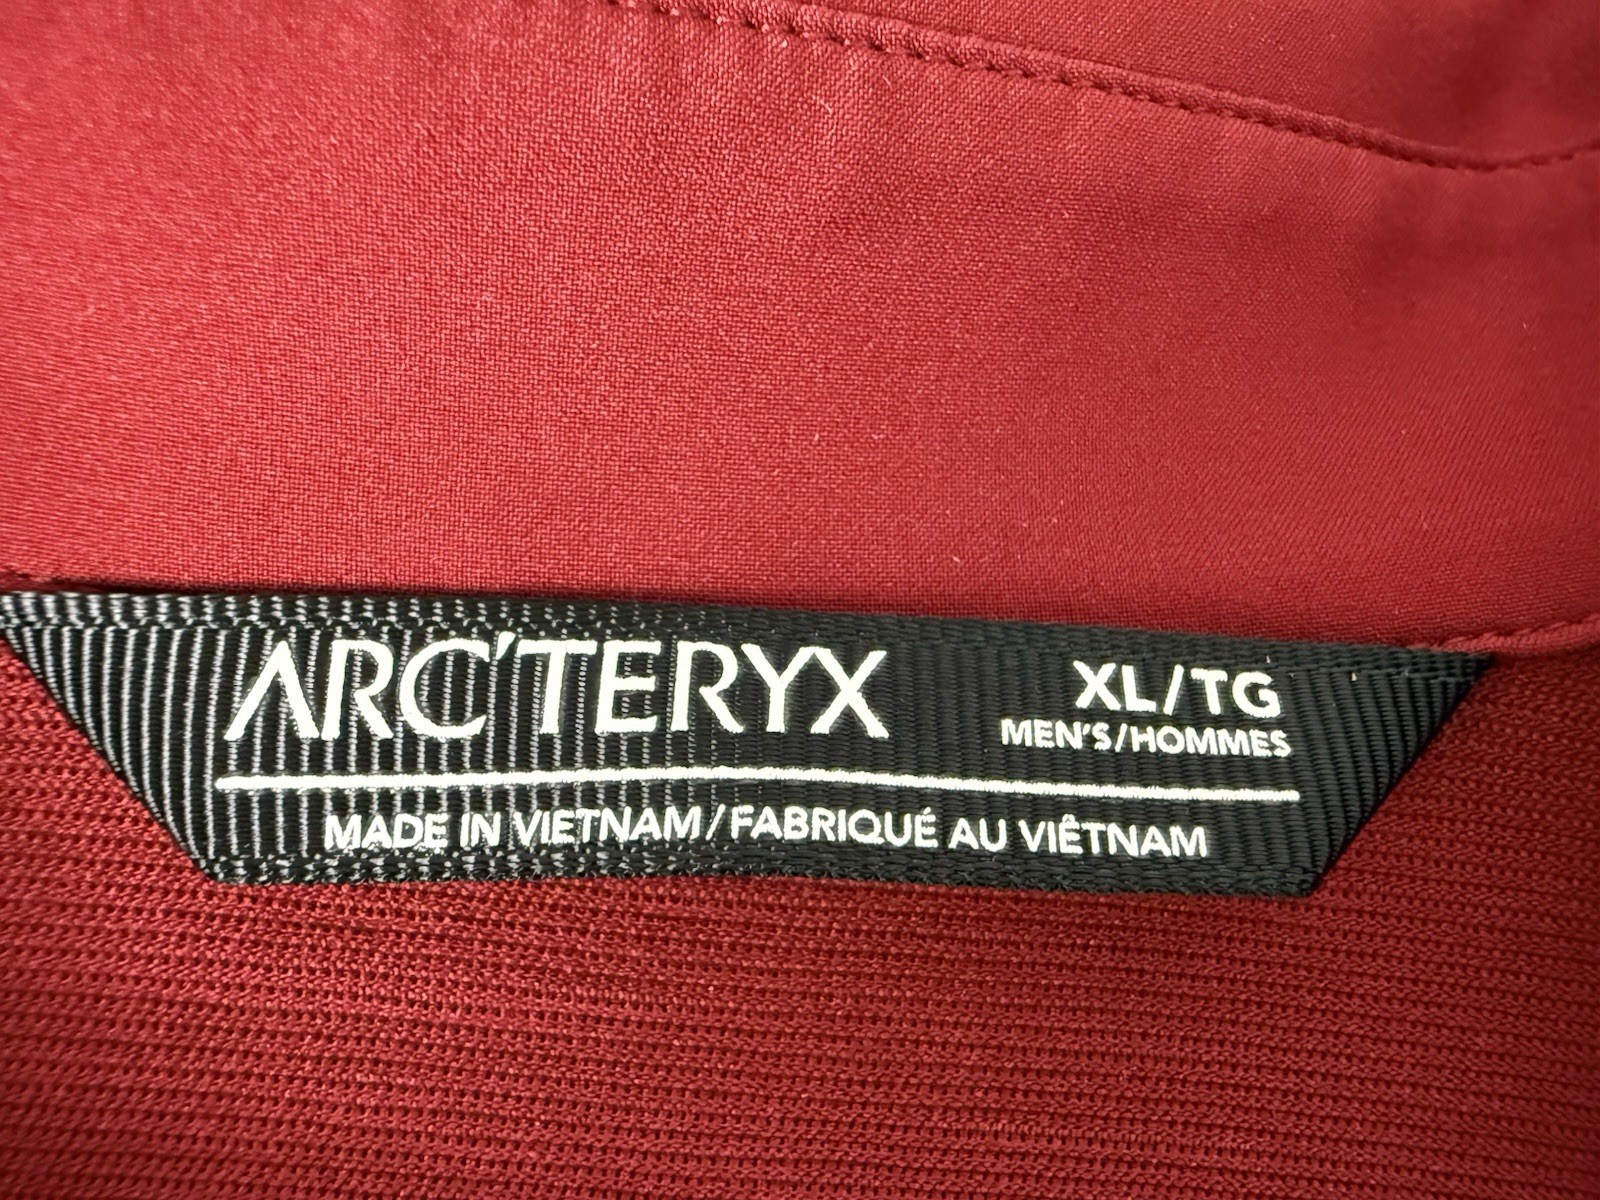 ARC'TERYX
XL/TG
MEN'S/HOMMES
MADE IN VIETNAM/FABRIQUÉ AU VIÊTNAM